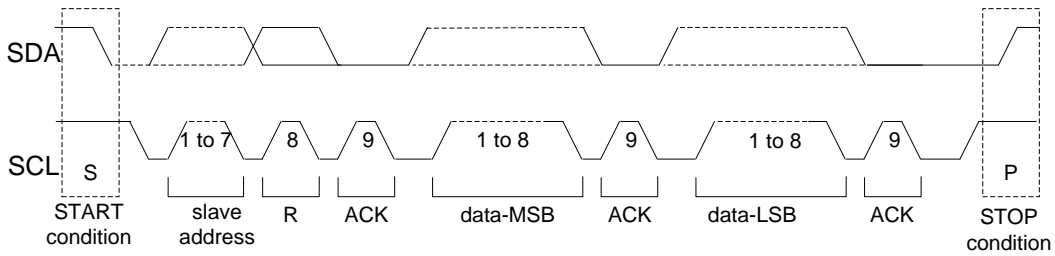 SDA
1 to 7 8 9 1 to 8 9 1 to 8 9
SCL S P
START slave R ACK data-MSB ACK data-LSB ACK STOP
condition address condition